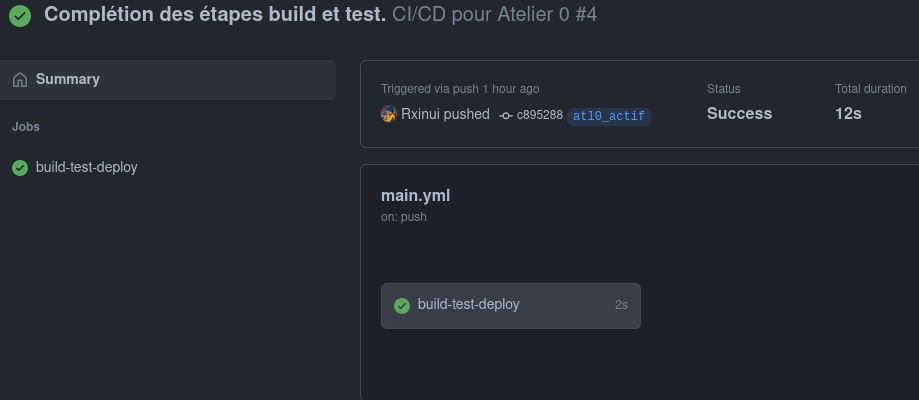 Complétion des étapes build et test. CI/CD pour Atelier 0 #4
Summary
Jobs
build-test-deploy
Triggered via push 1 hour ago
Rxinui pushed c895288 atl0_actif
Status
Success
Total duration
12s
main.yml
on: push
build-test-deploy 2s